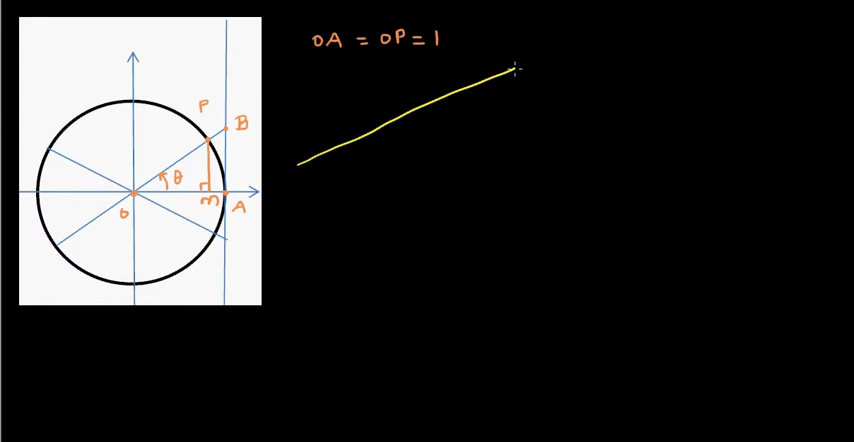 OA = OP = 1
P
B
θ
O
A